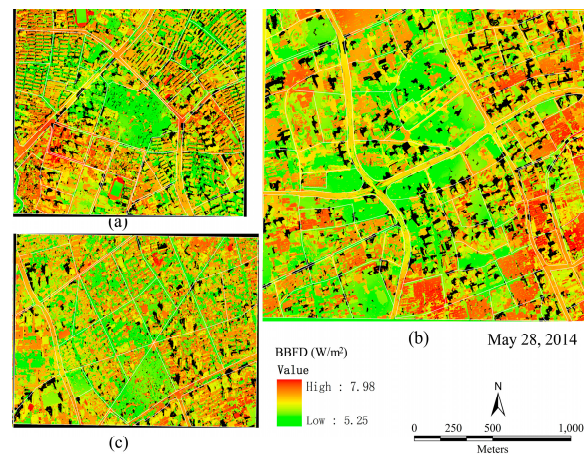 (a)
(b)
May 28, 2014
(c)
BBFD (W/m²)
Value
High : 7.98
Low : 5.25
N
0 250 500 1,000
Meters